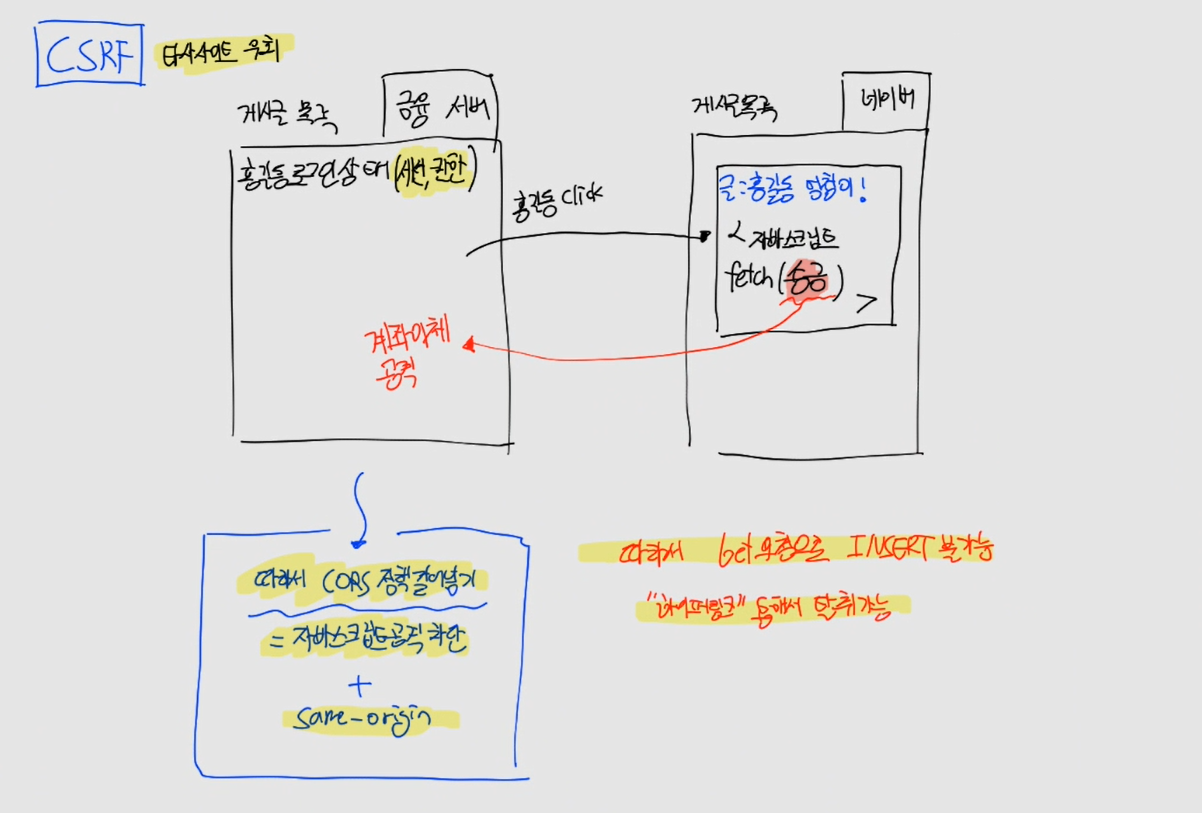 CSRF
타사사이트 우회
게시글 목록
금융 서버
홍길동로그인상태(세션, 권한)
홍길동 Click
계좌이체
공격
게시글목록
네이버
글:홍길동 멍청이!
< 자바스크립트
fetch(송금)
>
따라서 CORS 정책걸어놓기
= 자바스크립트공격 차단
+
same-origin
따라서 get요청으로 INSERT 불가능
"하이퍼링크" 통해서 탈취가능